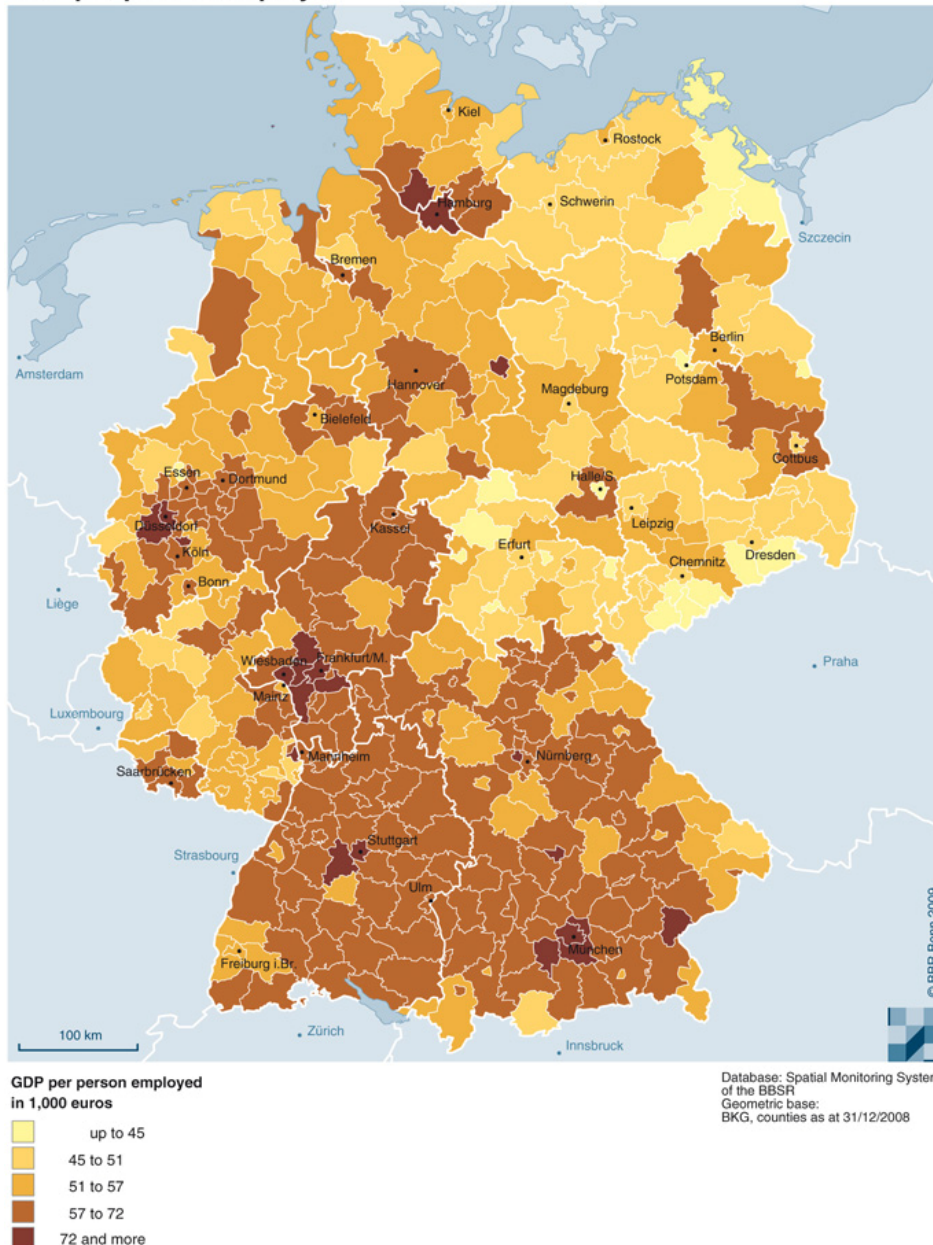 Kiel
Rostock
Hamburg
Schwerin
Szczecin
Bremen
Berlin
Amsterdam
Hannover
Potsdam
Magdeburg
Bielefeld
Cottbus
Essen
Dortmund
Halle/S.
Düsseldorf
Kassel
Leipzig
Köln
Erfurt
Dresden
Chemnitz
Bonn
Liège
Wiesbaden
Frankfurt/M.
Praha
Mainz
Luxembourg
Mannheim
Nürnberg
Saarbrücken
Stuttgart
Strasbourg
Ulm
München
Freiburg i.Br.
© BBR Bonn 2009
100 km
Zürich
Innsbruck
GDP per person employed
in 1,000 euros
up to 45
45 to 51
51 to 57
57 to 72
72 and more
Database: Spatial Monitoring System
of the BBSR
Geometric base:
BKG, counties as at 31/12/2008